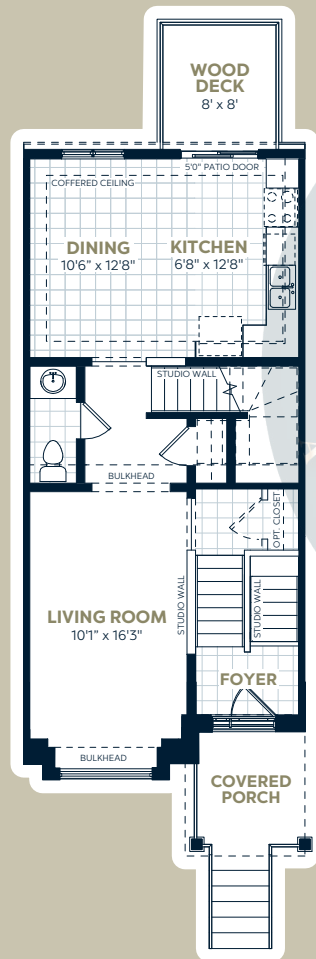 WOOD
DECK
8' x 8'
5'0" PATIO DOOR
COFFERED CEILING
DINING
10'6” x 12'8"
KITCHEN
6'8" x 12'8"
STUDIO WALL
BULKHEAD
OPT. CLOSET
STUDIO WALL
STUDIO WALL
LIVING ROOM
10'1” x 16'3"
FOYER
BULKHEAD
COVERED
PORCH